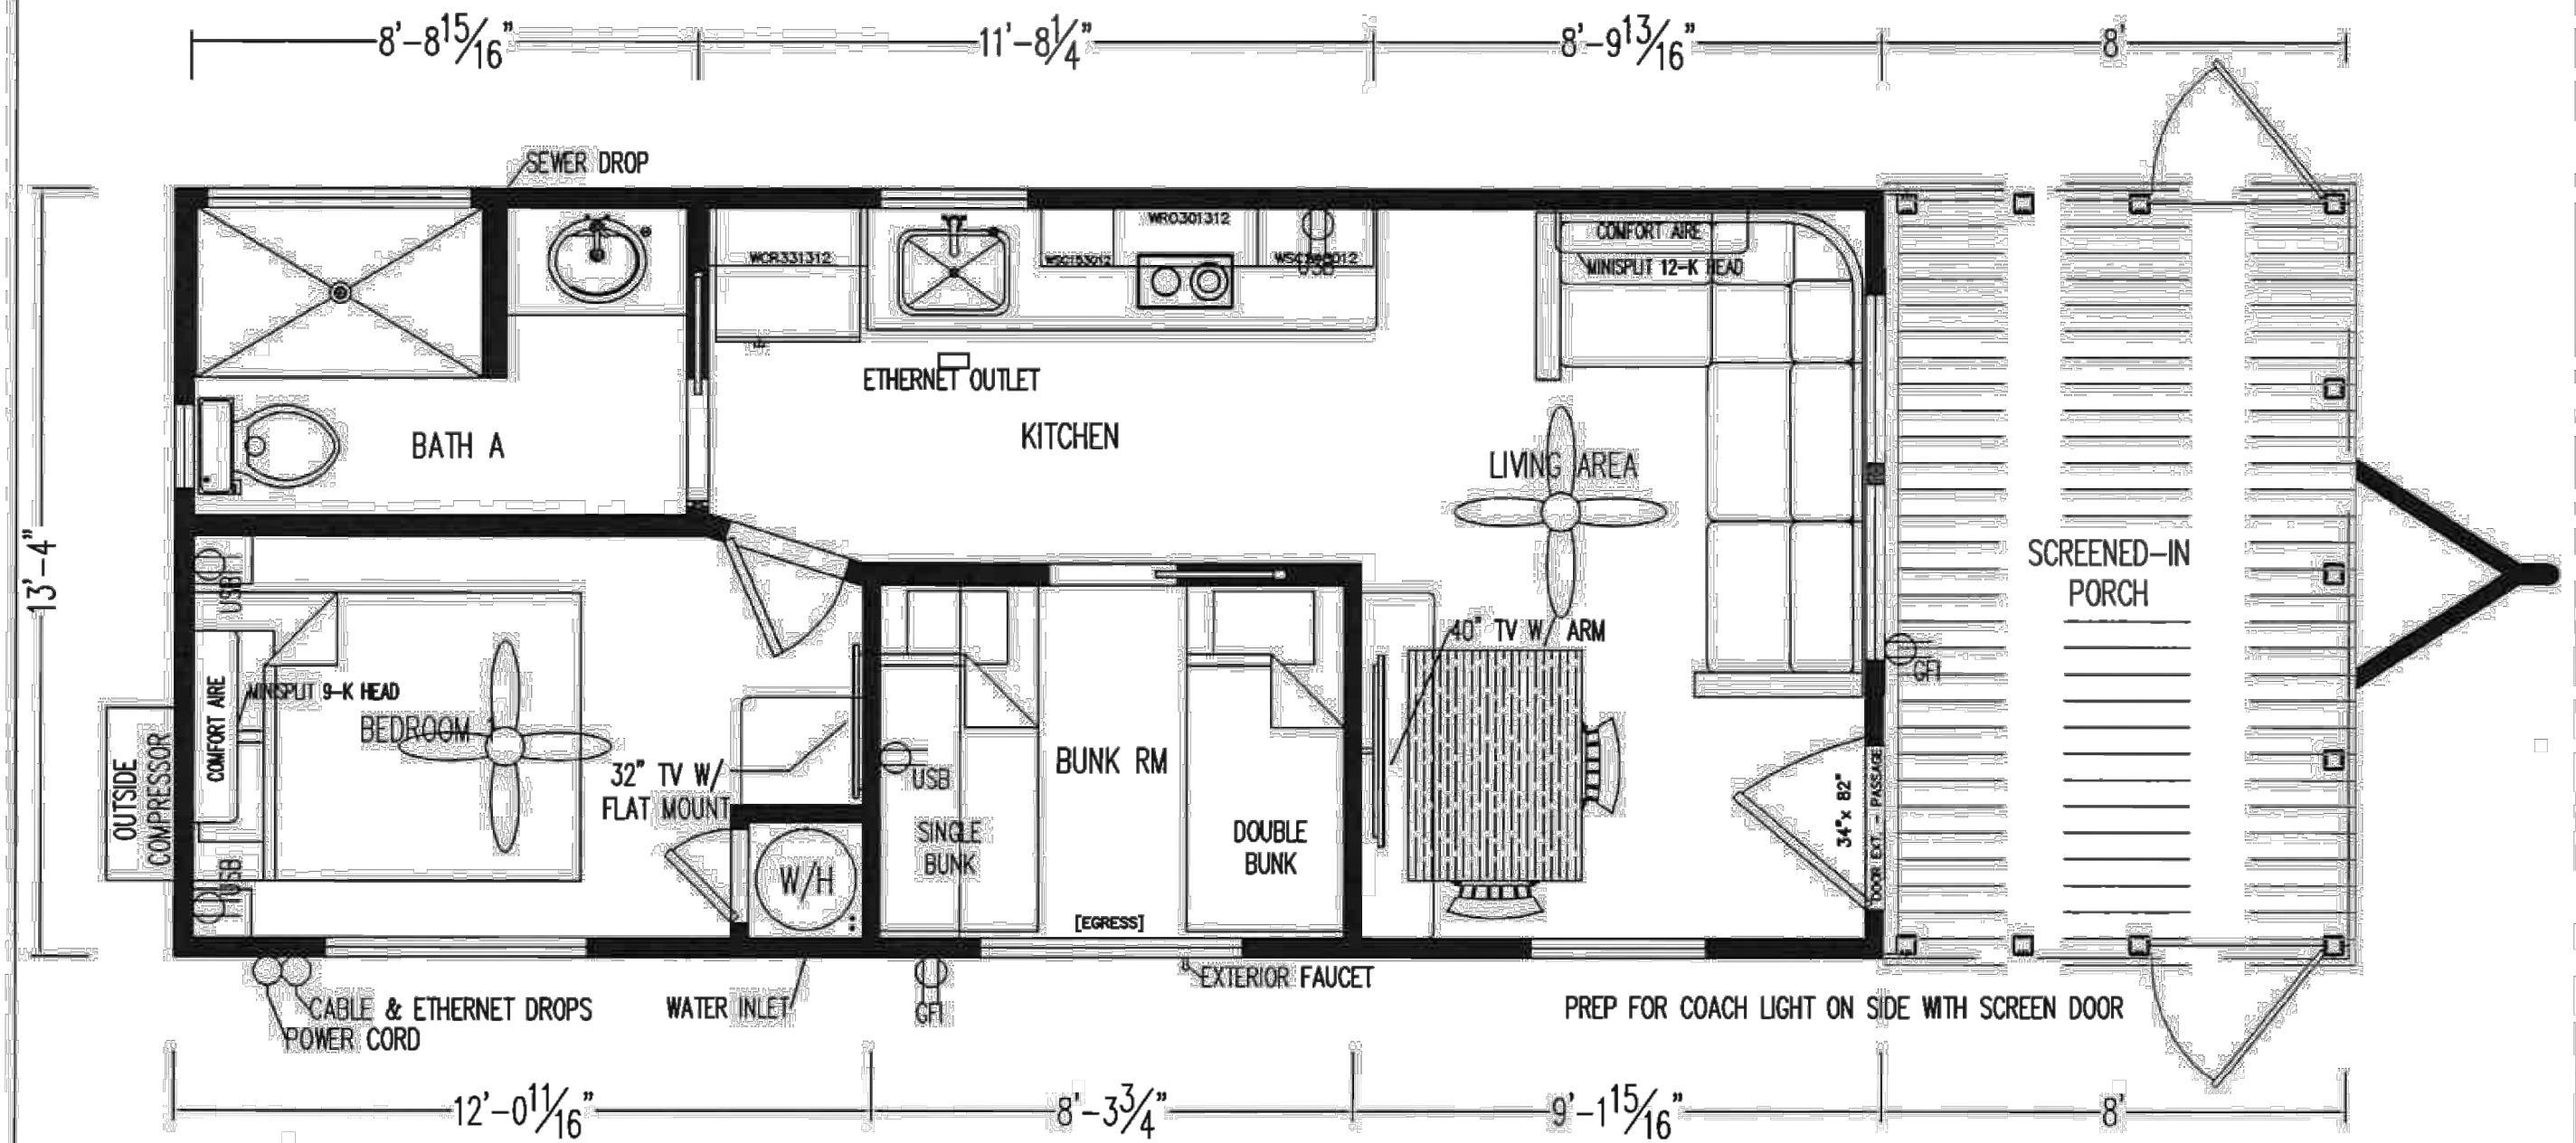 8'-8 15/16"
11'-8 1/4"
8'-9 13/16"
8'
SEWER DROP
WCR331312
WRO301312
USB
COMFORT AIRE
MINISPLIT 12-K HEAD
ETHERNET OUTLET
BATH A
KITCHEN
LIVING AREA
13'-4"
SCREENED-IN
PORCH
USB
40" TV W/ ARM
GFI
COMFORT AIRE
MINISPLIT 9-K HEAD
BEDROOM 1
OUTSIDE
COMPRESSOR
32" TV W/
FLAT MOUNT
USB
BUNK RM
SINGLE
BUNK
DOUBLE
BUNK
34"x 82"
DOOR EXT. - PASSAGE
USB
W/H
[EGRESS]
EXTERIOR FAUCET
CABLE & ETHERNET DROPS
POWER CORD
WATER INLET
GFI
PREP FOR COACH LIGHT ON SIDE WITH SCREEN DOOR
12'-0 11/16"
8'-3 3/4"
9'-1 15/16"
8'